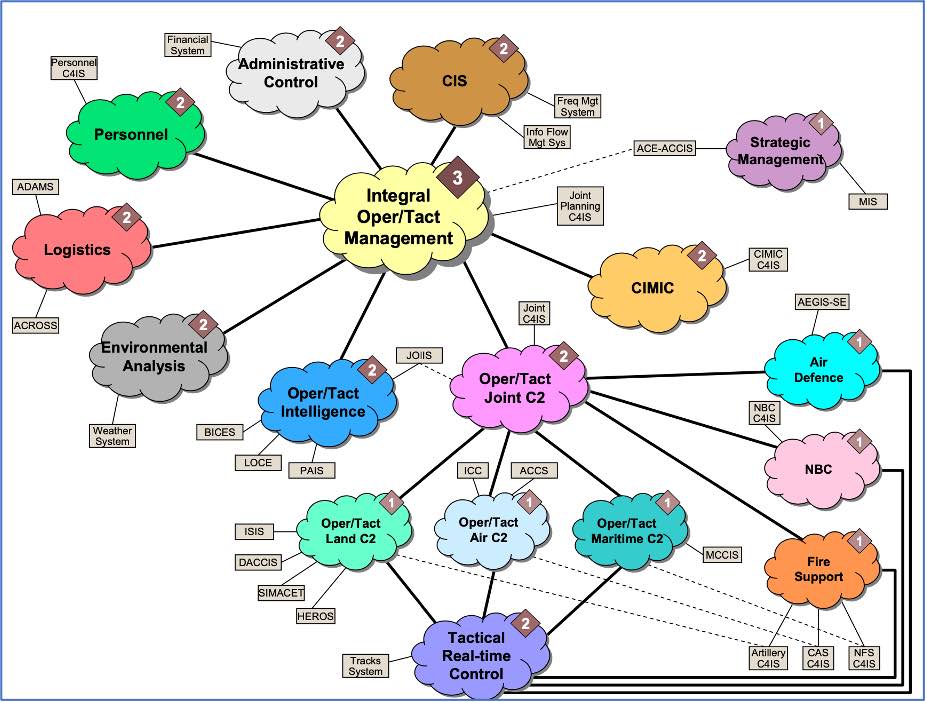 Financial
System
2
Administrative
Control
2
CIS
Freq Mgt
System
Info Flow
Mgt Sys
Personnel
C4IS
2
Personnel
1
Strategic
Management
ACE-ACCIS
MIS
3
Integral
Oper/Tact
Management
Joint
Planning
C4IS
ADAMS
2
Logistics
ACROSS
2
CIMIC
CIMIC
C4IS
2
Environmental
Analysis
Weather
System
AEGIS-SE
1
Air
Defence
Joint
C4IS
2
Oper/Tact
Joint C2
JOIIS
2
Oper/Tact
Intelligence
BICES
LOCE
PAIS
NBC
C4IS
1
NBC
ICC
ACCS
1
Oper/Tact
Land C2
1
Oper/Tact
Air C2
1
Oper/Tact
Maritime C2
MCCIS
ISIS
DACCIS
SIMACET
HEROS
1
Fire
Support
Artillery
C4IS
CAS
C4IS
NFS
C4IS
2
Tactical
Real-time
Control
Tracks
System